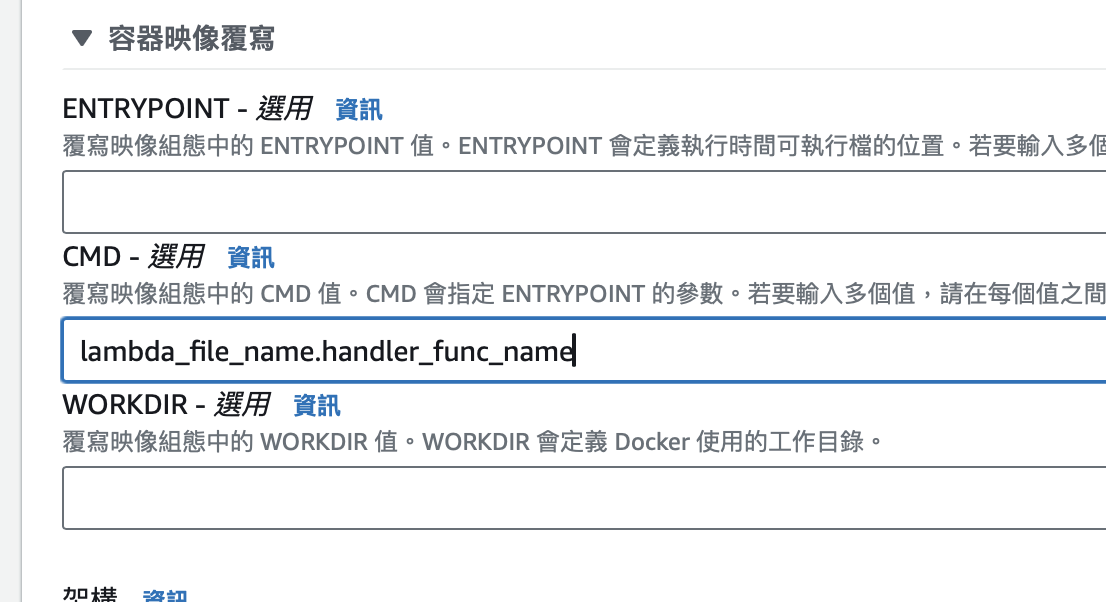 ▼ 容器映像覆寫
ENTRYPOINT - 選用 資訊
覆寫映像組態中的 ENTRYPOINT 值。ENTRYPOINT 會定義執行時間可執行檔的位置。若要輸入多個
CMD - 選用 資訊
覆寫映像組態中的 CMD 值。CMD 會指定 ENTRYPOINT 的參數。若要輸入多個值，請在每個值之間
lambda_file_name.handler_func_name
WORKDIR - 選用 資訊
覆寫映像組態中的 WORKDIR 值。WORKDIR 會定義 Docker 使用的工作目錄。
架構 資訊